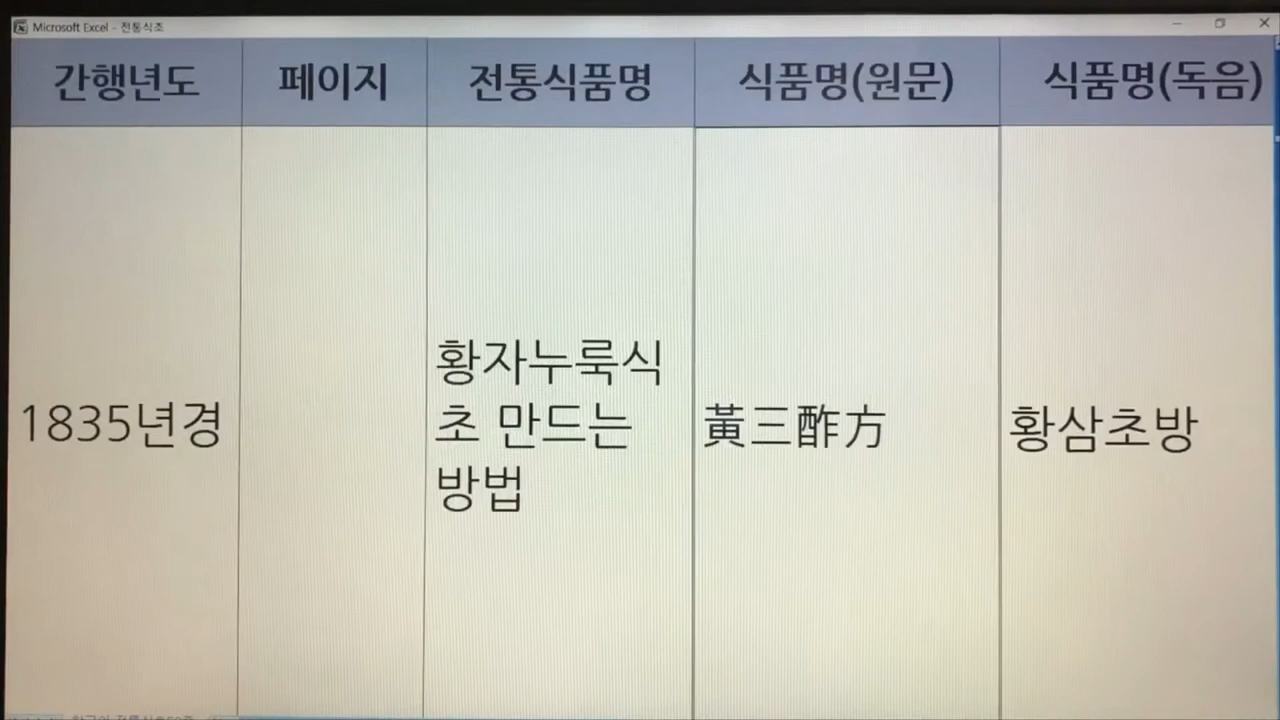 Microsoft Excel - 전통식초
간행년도 페이지 전통식품명 식품명(원문) 식품명(독음)
1835년경 황자누룩식 黃三酢方 황삼초방
초 만드는
방법